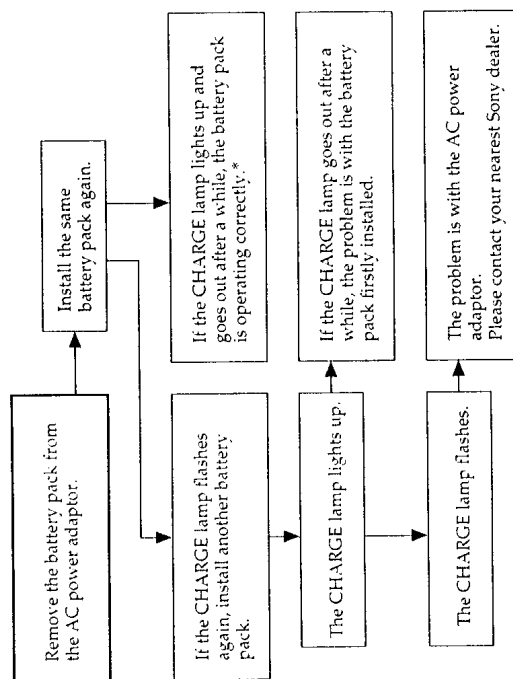 Remove the battery pack from
the AC power adaptor.
Install the same
battery pack again.
If the CHARGE lamp flashes
again, install another battery
pack.
If the CHARGE lamp lights up and
goes out after a while, the battery pack
is operating correctly.*
The CHARGE lamp lights up.
If the CHARGE lamp goes out after a
while, the problem is with the battery
pack firstly installed.
The CHARGE lamp flashes.
The problem is with the AC power
adaptor.
Please contact your nearest Sony dealer.